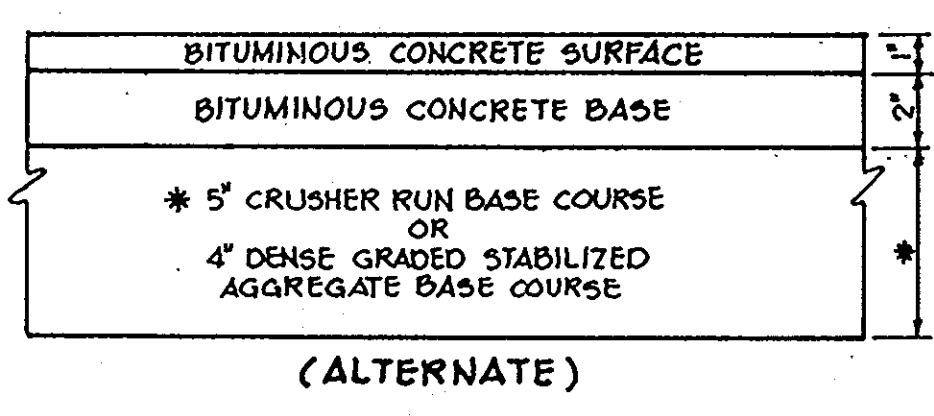 BITUMINOUS CONCRETE SURFACE
1"
BITUMINOUS CONCRETE BASE
2"
* 5" CRUSHER RUN BASE COURSE
OR
4" DENSE GRADED STABILIZED
AGGREGATE BASE COURSE
*
(ALTERNATE)